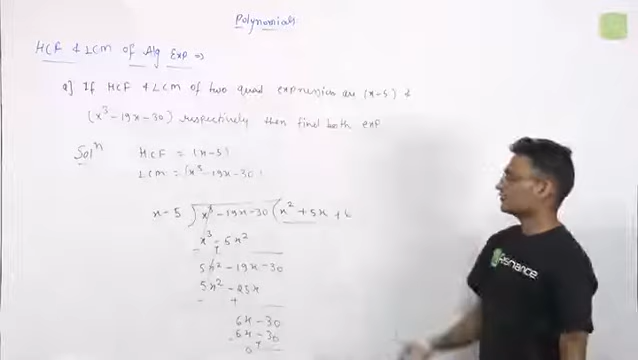 Polynomials
HCF & LCM of Alg Exp ⇒
Q] If HCF & LCM of two quad expression are (x-5) &
(x³-19x-30) respectively then find both exp
Solⁿ
HCF = (x-5)
LCM = (x³-19x-30)
x-5 ) x³-19x-30 ( x²+5x+6
x³-5x²
- +
5x²-19x-30
5x²-25x
- +
6x-30
6x-30
- +
0
Asmance